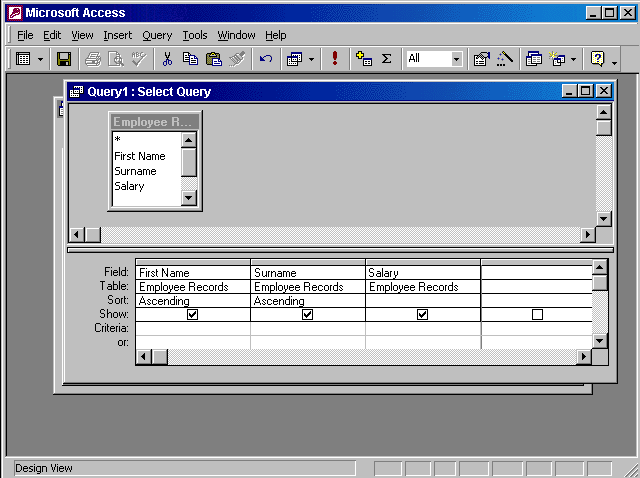 Microsoft Access
File Edit View Insert Query Tools Window Help
All
Query1 : Select Query
Employee R...
*
First Name
Surname
Salary
Field: First Name Surname Salary
Table: Employee Records Employee Records Employee Records
Sort: Ascending Ascending
Show:
Criteria:
or:
Design View